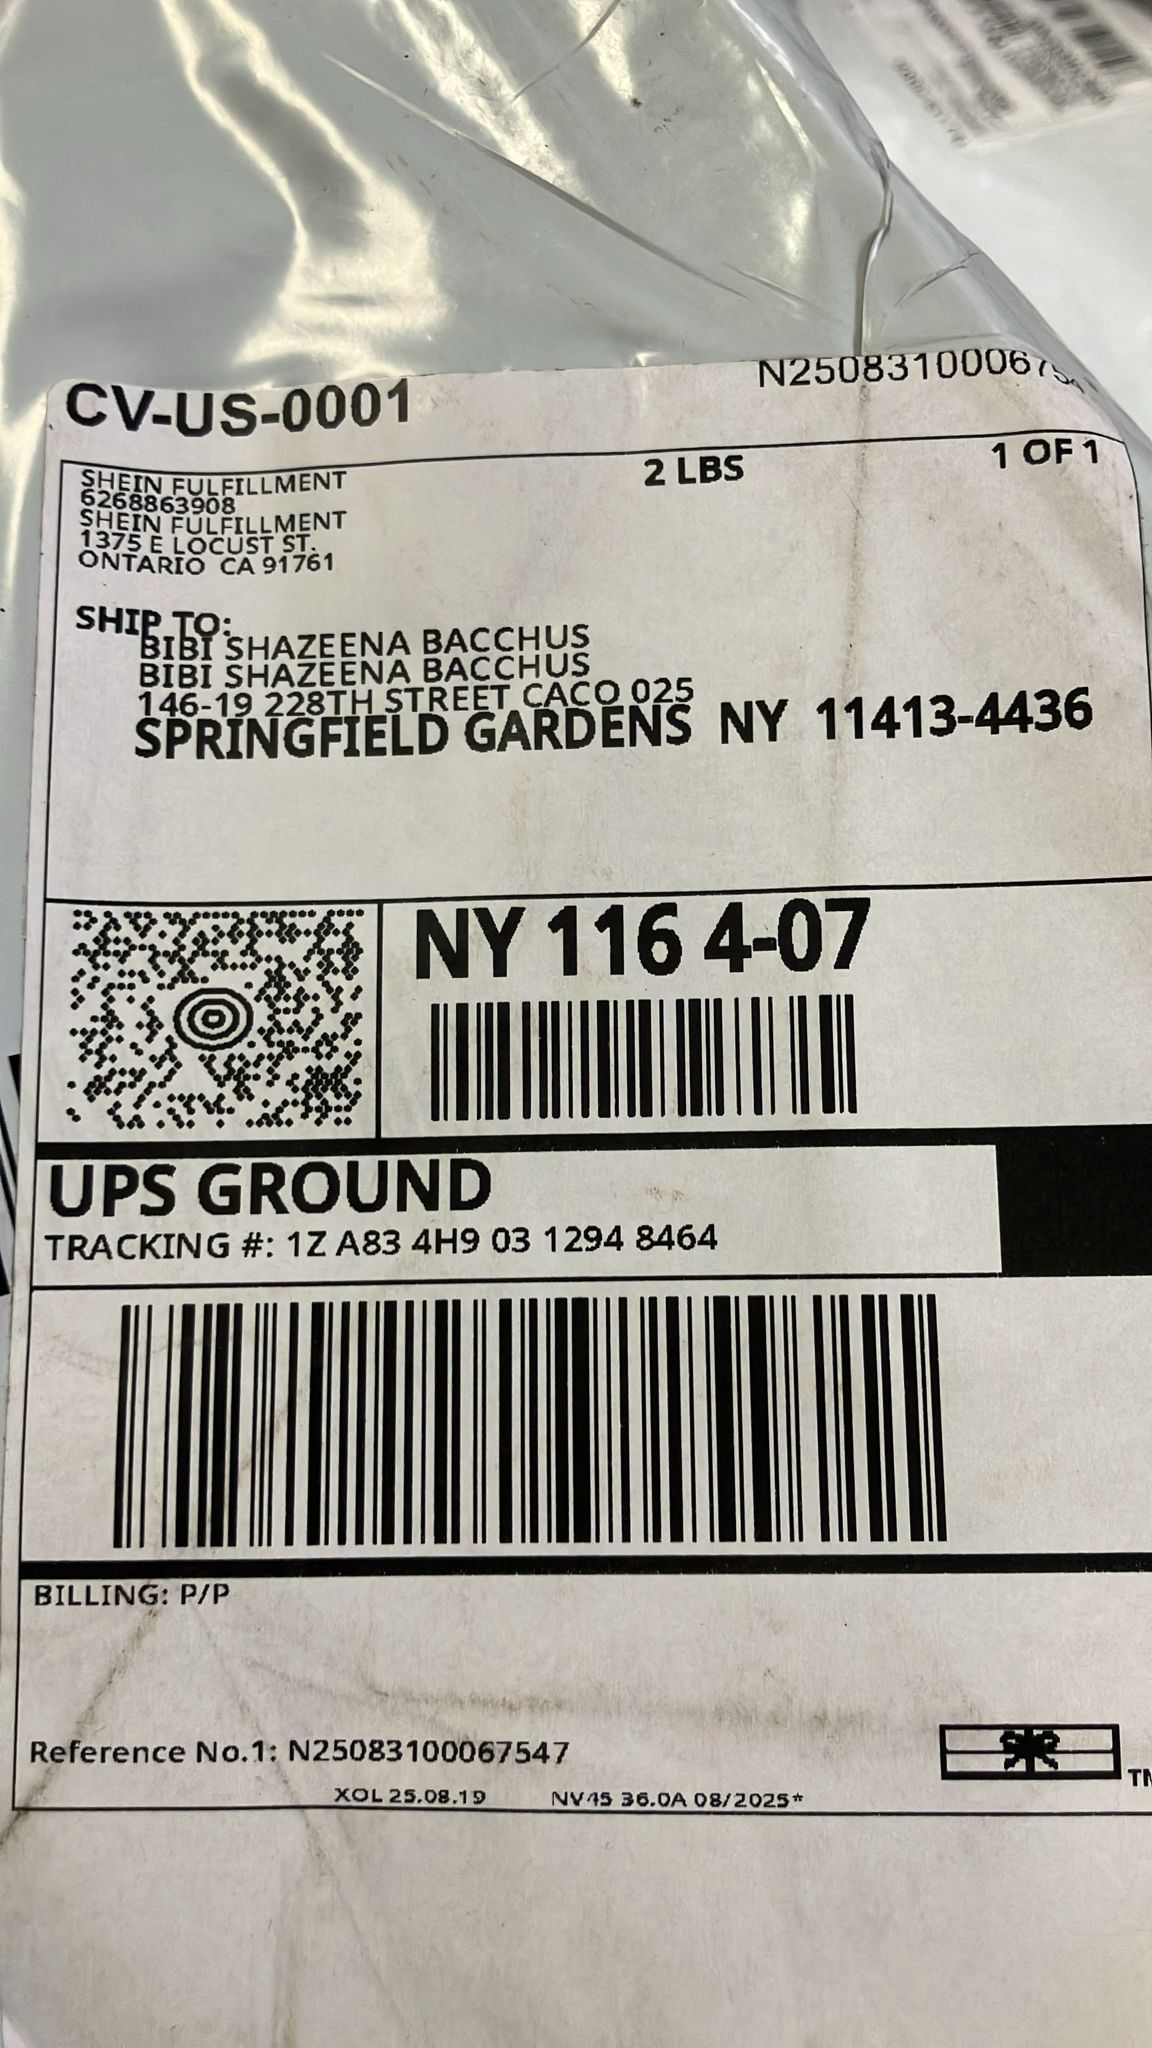 CV-US-0001
N250831000675
SHEIN FULFILLMENT
6268863908
SHEIN FULFILLMENT
1375 E LOCUST ST.
ONTARIO CA 91761
2 LBS
1 OF 1
SHIP TO:
BIBI SHAZEENA BACCHUS
BIBI SHAZEENA BACCHUS
146-19 228TH STREET CACO 025
SPRINGFIELD GARDENS NY 11413-4436
NY 116 4-07
UPS GROUND
TRACKING #: 1Z A83 4H9 03 1294 8464
BILLING: P/P
Reference No.1: N25083100067547
XOL 25.08.19 NV45 36.0A 08/2025*
TM